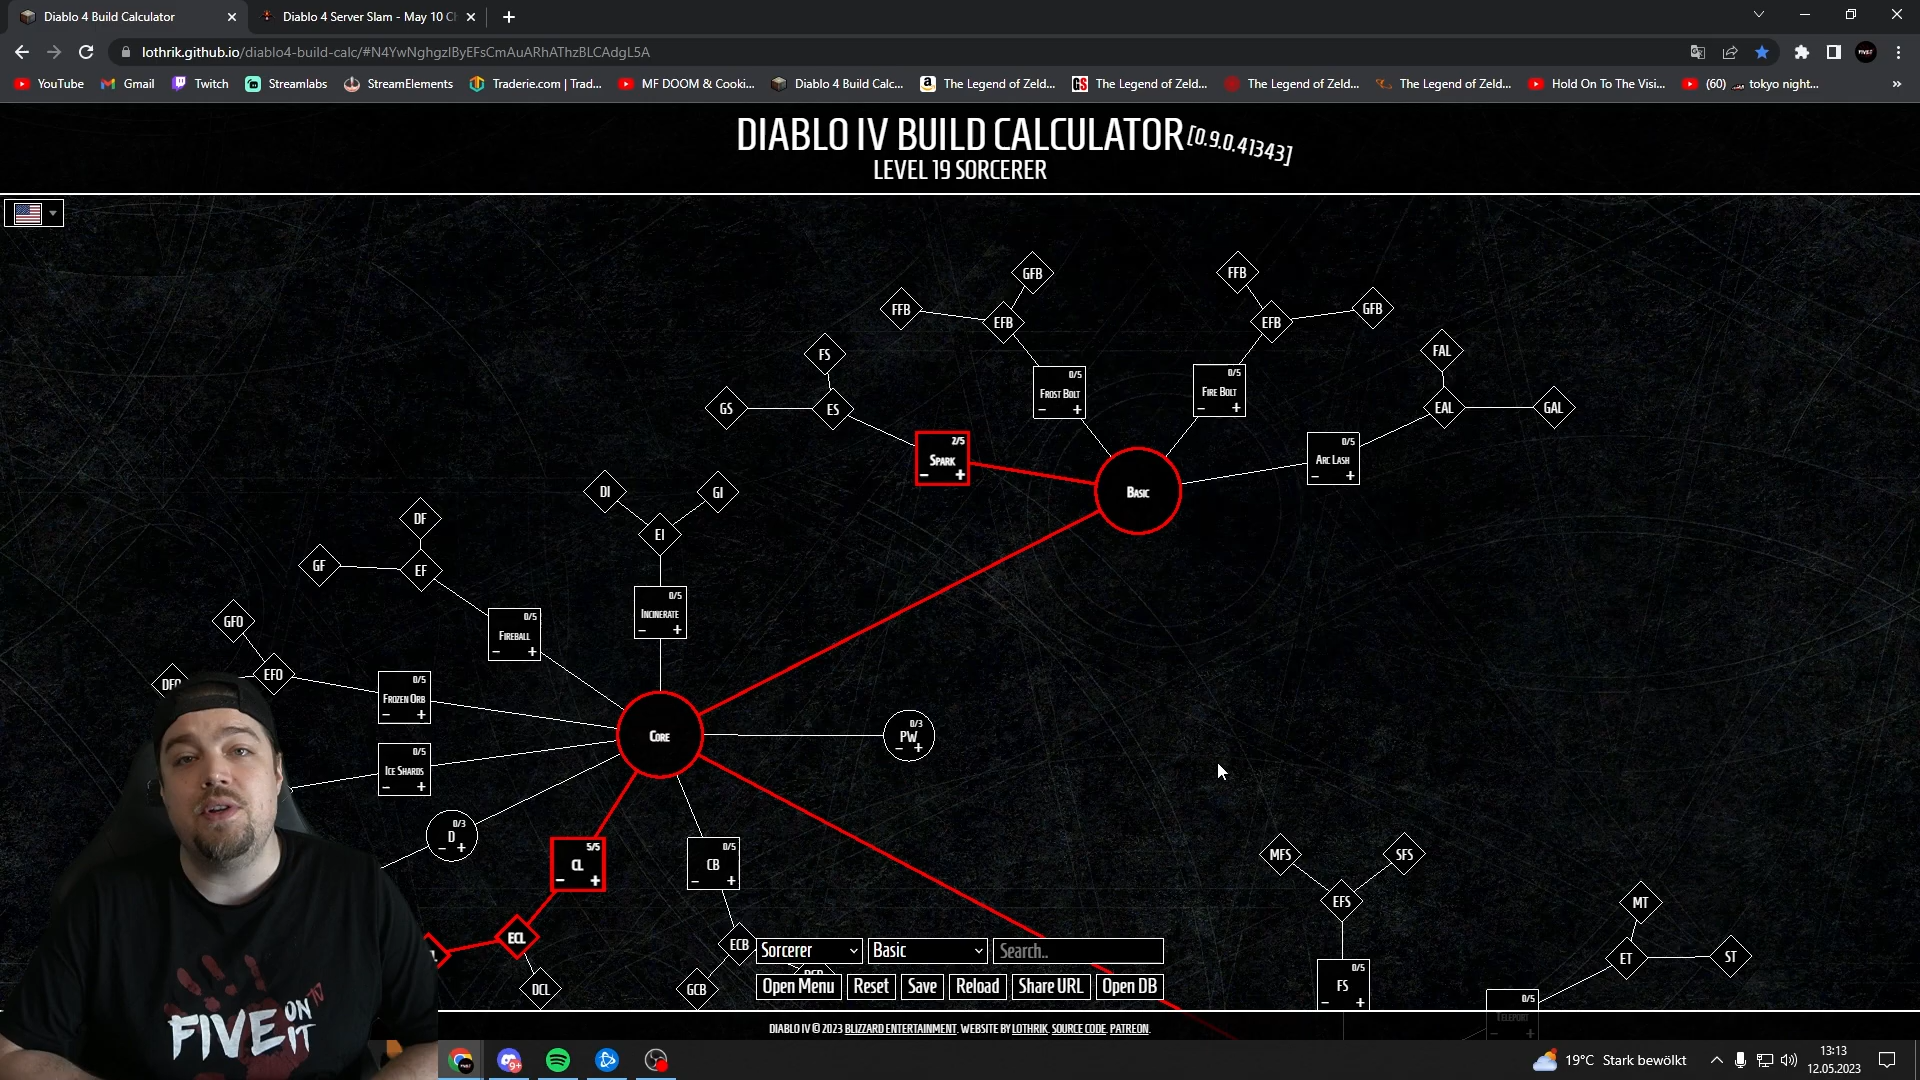 Diablo 4 Build Calculator
Diablo 4 Server Slam - May 10 Ch
lothrik.github.io/diablo4-build-calc/#N4YwNghgzlByEFsCmAuARhAThzBLCAdgL5A
YouTube
Gmail
Twitch
Streamlabs
StreamElements
Traderie.com | Trad...
MF DOOM & Cooki...
Diablo 4 Build Calc...
The Legend of Zeld...
The Legend of Zeld...
The Legend of Zeld...
The Legend of Zeld...
Hold On To The Visi...
(60) tokyo night...
»
DIABLO IV BUILD CALCULATOR [0.9.0.41343]
LEVEL 19 SORCERER
GFB
FFB
FFB
EFB
EFB
GFB
FS
FAL
GS
ES
0/5
FROST BOLT
- +
0/5
FIRE BOLT
- +
EAL
GAL
2/5
SPARK
- +
BASIC
0/5
ARC LASH
- +
DI
GI
DF
EI
GF
EF
0/5
INCINERATE
- +
GFO
0/5
FIREBALL
- +
DFO
EFO
0/5
FROZEN ORB
- +
CORE
0/3
PW
- +
0/5
ICE SHARDS
- +
0/3
D
- +
5/5
CL
- +
0/5
CB
- +
MFS
SFS
EFS
MT
ECL
ECB
ET
ST
DCL
GCB
0/5
FS
- +
0/5
TELEPORT
- +
Sorcerer
Basic
Search..
Open Menu
Reset
Save
Reload
Share URL
Open DB
DIABLO IV © 2023 BLIZZARD ENTERTAINMENT. WEBSITE BY LOTHRIK. SOURCE CODE. PATREON.
FIVE
ON
IT
TV
9+
19°C Stark bewölkt
13:13
12.05.2023